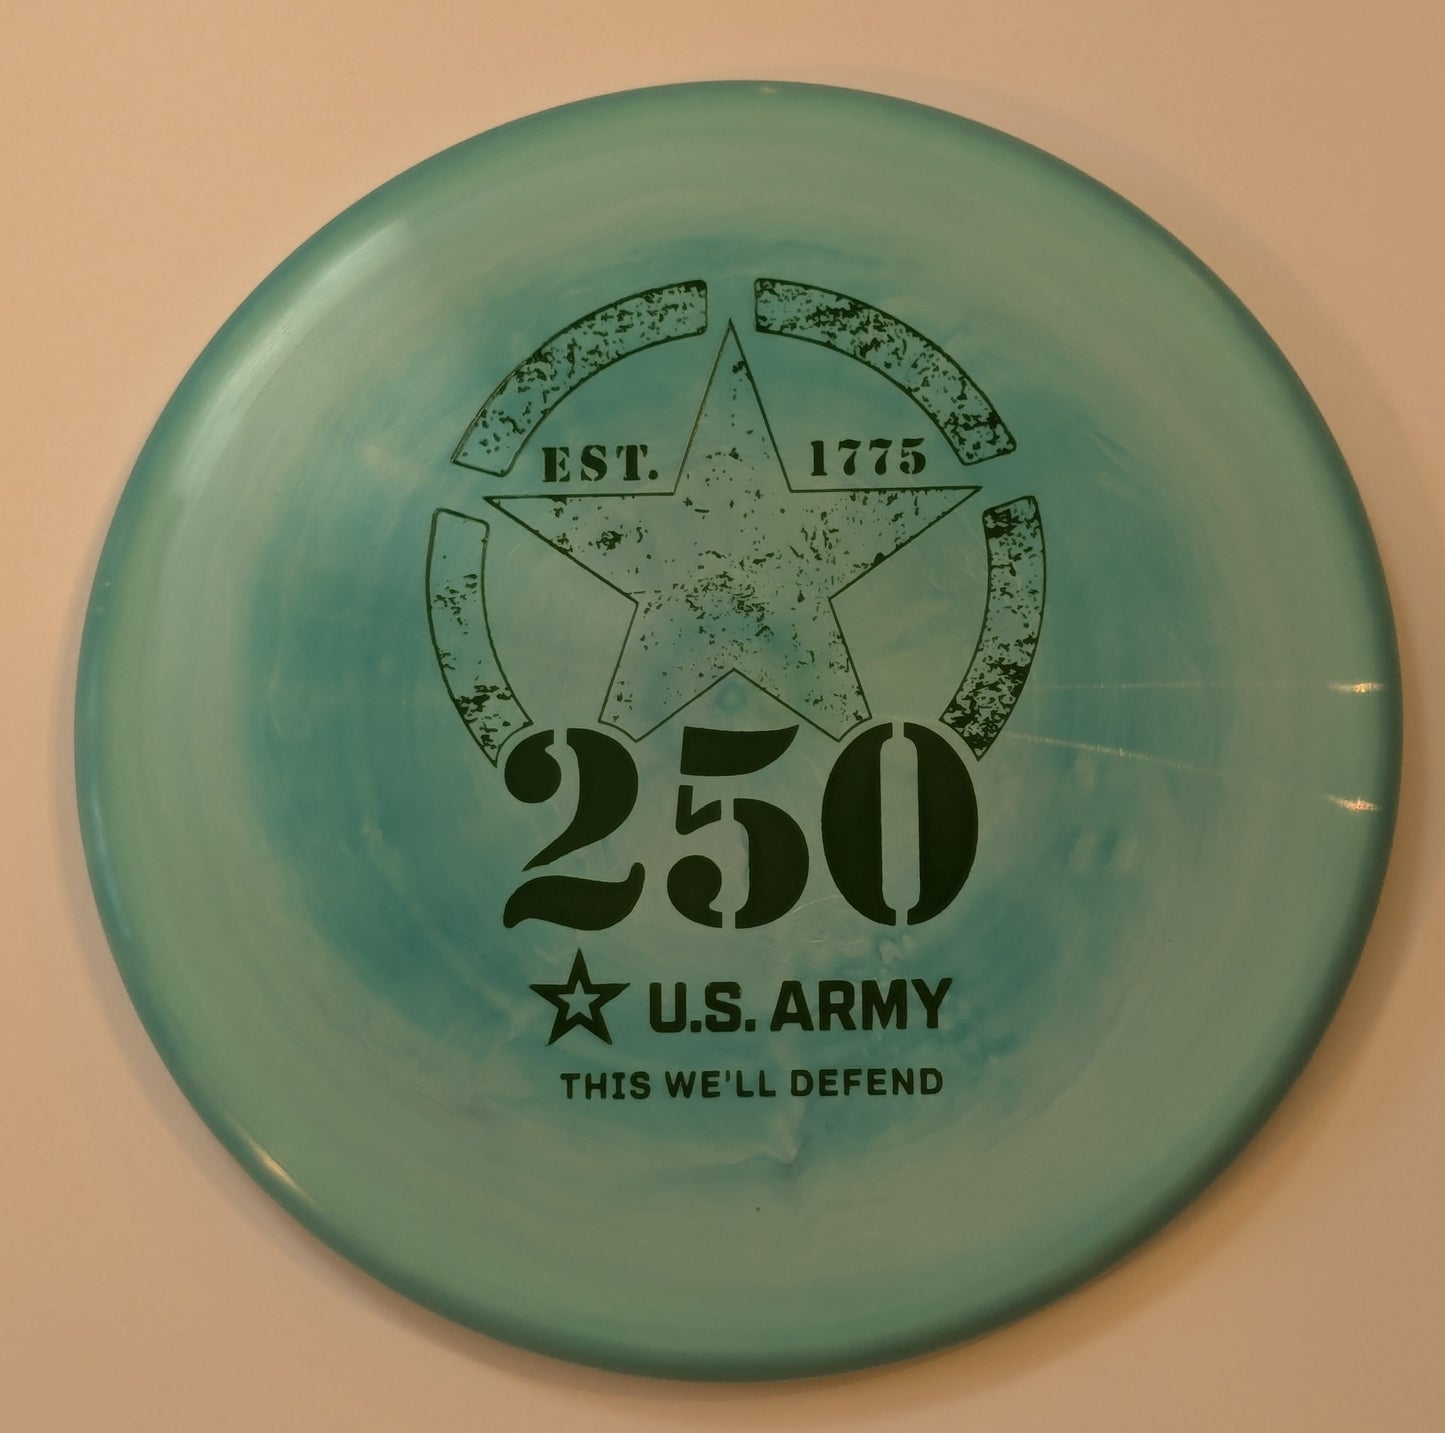 EST. 1775
250
U.S. ARMY
THIS WE'LL DEFEND